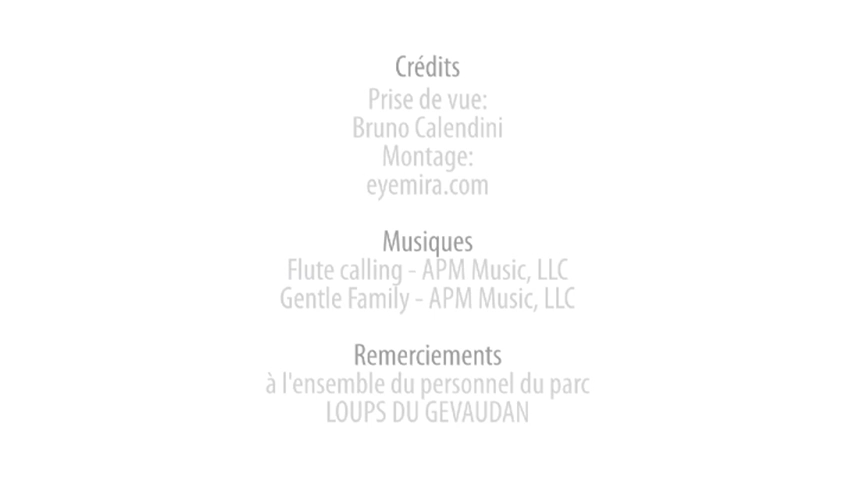 Crédits
Prise de vue:
Bruno Calendini
Montage:
eyemira.com
Musiques
Flute calling - APM Music, LLC
Gentle Family - APM Music, LLC
Remerciements
à l'ensemble du personnel du parc
LOUPS DU GEVAUDAN